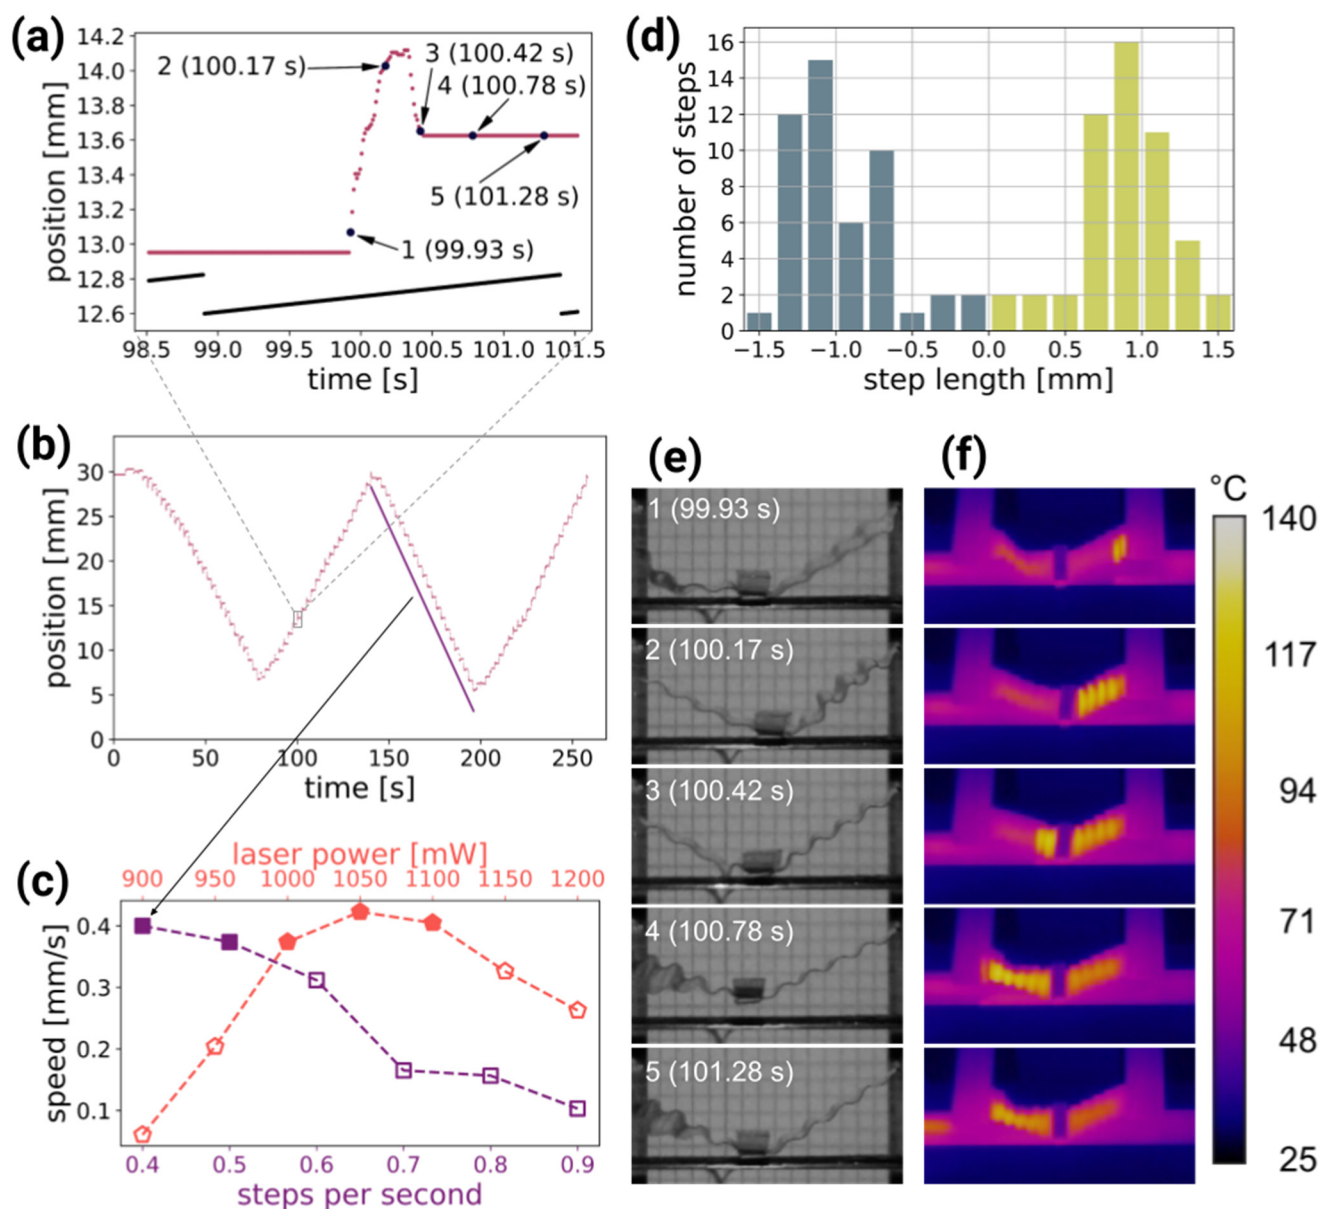 (a)
14.2
14.0
13.8
13.6
13.4
13.2
13.0
12.8
12.6
position [mm]
2 (100.17 s)
3 (100.42 s)
4 (100.78 s)
5 (101.28 s)
1 (99.93 s)
98.5 99.0 99.5 100.0 100.5 101.0 101.5
time [s]
(d)
16
14
12
10
8
6
4
2
0
number of steps
−1.5 −1.0 −0.5 0.0 0.5 1.0 1.5
step length [mm]
(b)
30
25
20
15
10
5
0
position [mm]
0 50 100 150 200 250
time [s]
(c)
laser power [mW]
900 950 1000 1050 1100 1150 1200
0.4
0.3
0.2
0.1
speed [mm/s]
0.4 0.5 0.6 0.7 0.8 0.9
steps per second
(e)
1 (99.93 s)
2 (100.17 s)
3 (100.42 s)
4 (100.78 s)
5 (101.28 s)
(f)
°C
140
117
94
71
48
25